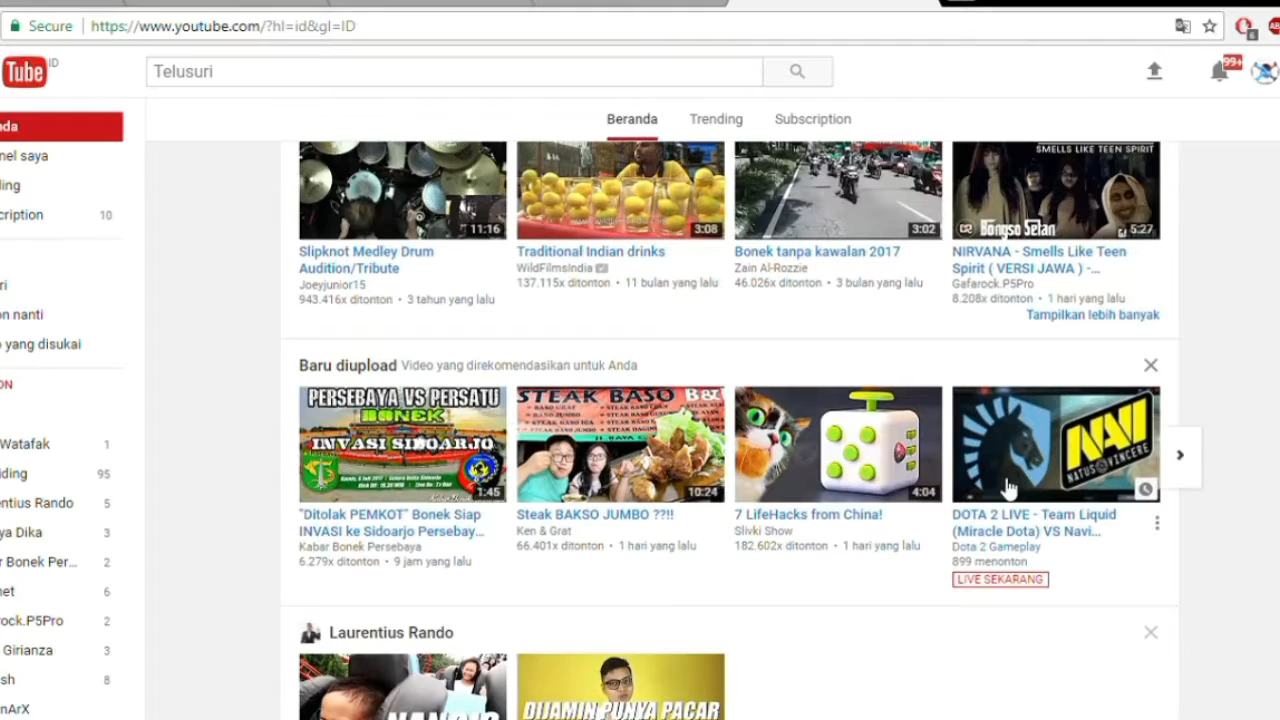 Secure https://www.youtube.com/?hl=id&gl=ID
6
Tube
ID
Telusuri
99+
nda
Beranda Trending Subscription
nel saya
ding
cription 10
ri
on nanti
yang disukai
ON
Watafak 1
iding 95
entius Rando 5
ya Dika 3
r Bonek Per... 2
net 6
rock.P5Pro 2
Girianza 3
sh 8
nArX
11:16
3:08
3:02
SMELLS LIKE TEEN SPIRIT
Bongso Selan
5:27
Slipknot Medley Drum
Audition/Tribute
Joeyjunior15
943.416x ditonton • 3 tahun yang lalu
Traditional Indian drinks
WildFilmsIndia
137.115x ditonton • 11 bulan yang lalu
Bonek tanpa kawalan 2017
Zain Al-Rozzie
46.026x ditonton • 3 bulan yang lalu
NIRVANA - Smells Like Teen
Spirit ( VERSI JAWA ) -...
Gafarock.P5Pro
8.208x ditonton • 1 hari yang lalu
Tampilkan lebih banyak
Baru diupload Video yang direkomendasikan untuk Anda
PERSEBAYA VS PERSATU
BONEK
INVASI SIDOARJO
1:45
STEAK BASO
10:24
4:04
NAVI
NATUS VINCERE
"Ditolak PEMKOT" Bonek Siap
INVASI ke Sidoarjo Persebay...
Kabar Bonek Persebaya
6.279x ditonton • 9 jam yang lalu
Steak BAKSO JUMBO ??!!
Ken & Grat
66.401x ditonton • 1 hari yang lalu
7 LifeHacks from China!
Slivki Show
182.602x ditonton • 1 hari yang lalu
DOTA 2 LIVE - Team Liquid
(Miracle Dota) VS Navi...
Dota 2 Gameplay
899 menonton
LIVE SEKARANG
Laurentius Rando
DIJAMIN PUNYA PACAR